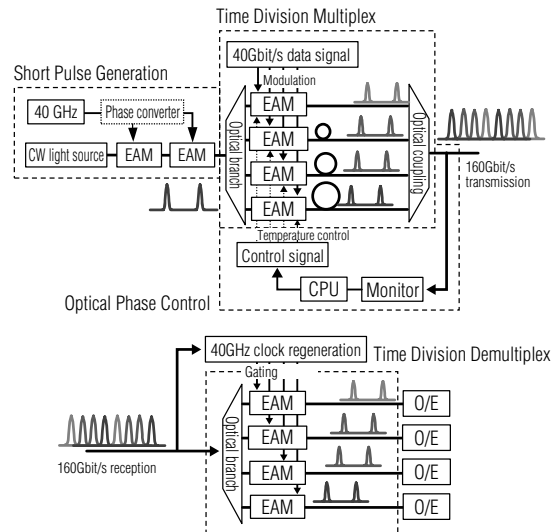 Time Division Multiplex
40Gbit/s data signal
Short Pulse Generation
Modulation
40 GHz
Phase converter
EAM
CW light source
EAM
EAM
Optical branch
EAM
EAM
EAM
Optical coupling
160Gbit/s
transmission
Temperature control
Control signal
CPU
Monitor
Optical Phase Control
40GHz clock regeneration
Time Division Demultiplex
Gating
EAM
O/E
Optical branch
EAM
O/E
160Gbit/s reception
EAM
O/E
EAM
O/E